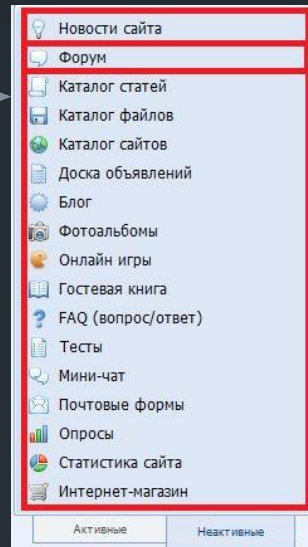 Новости сайта
Форум
Каталог статей
Каталог файлов
Каталог сайтов
Доска объявлений
Блог
Фотоальбомы
Онлайн игры
Гостевая книга
FAQ (вопрос/ответ)
Тесты
Мини-чат
Почтовые формы
Опросы
Статистика сайта
Интернет-магазин
Активные Неактивные